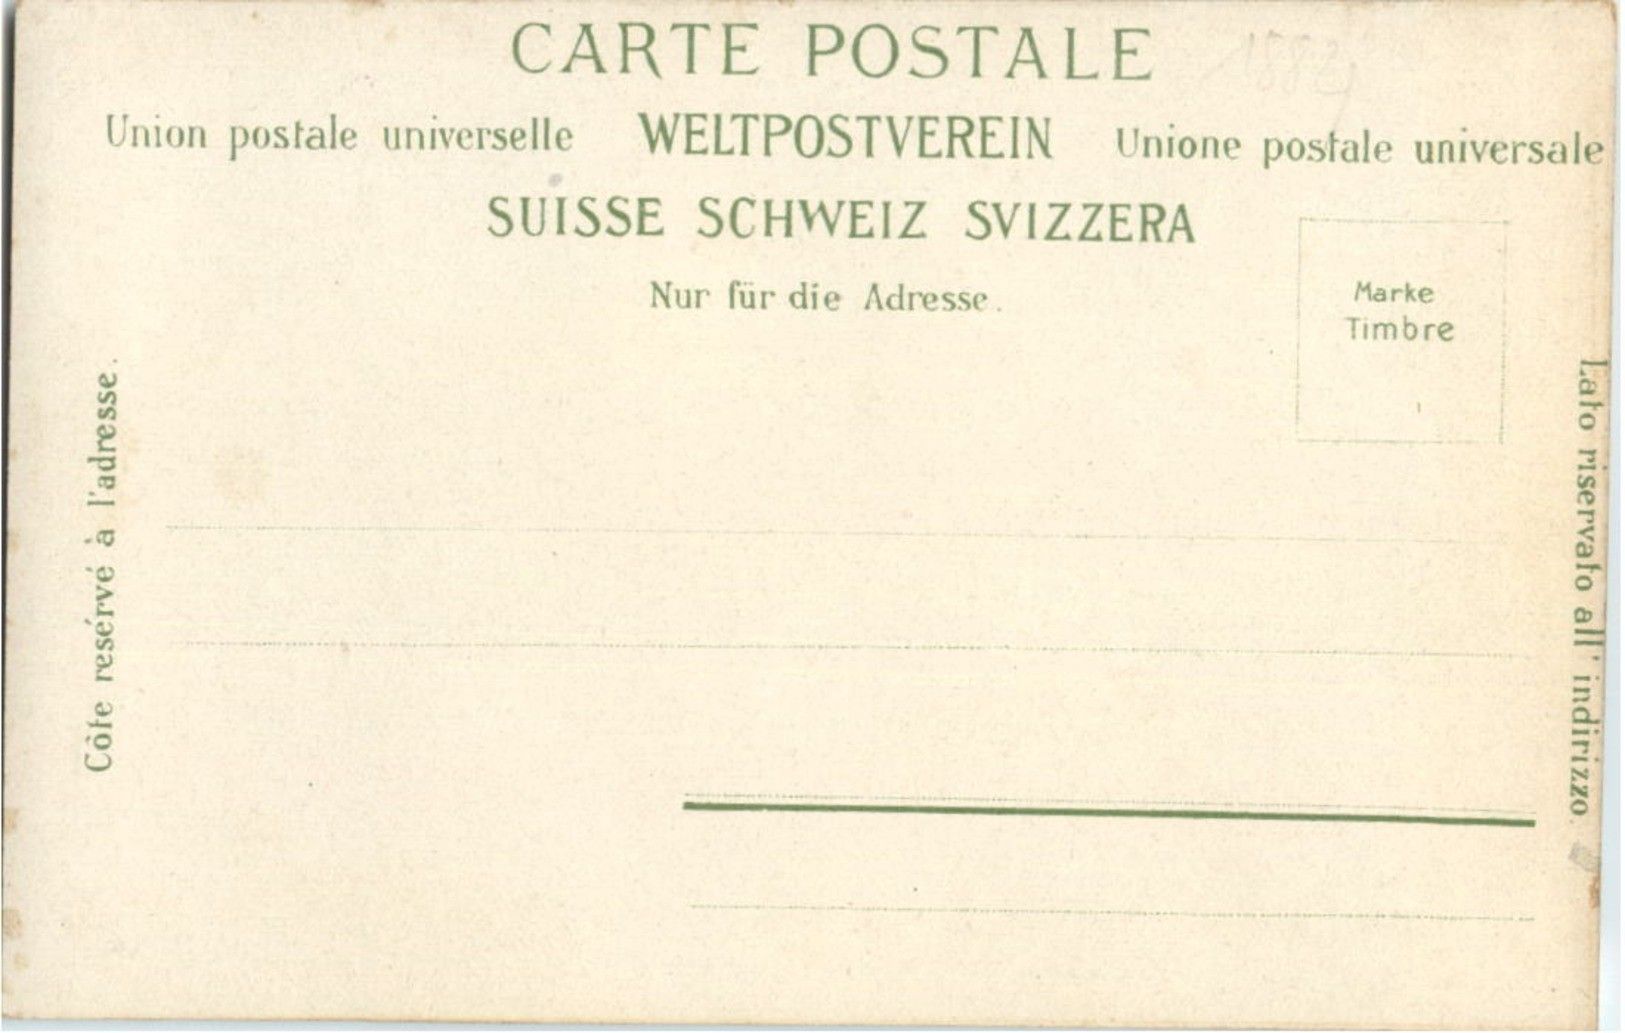 CARTE POSTALE
Union postale universelle WELTPOSTVEREIN Unione postale universale
SUISSE SCHWEIZ SVIZZERA
Nur für die Adresse.
Marke
Timbre
Côte resérvé à l'adresse.
Lato riservato all' indirizzo.